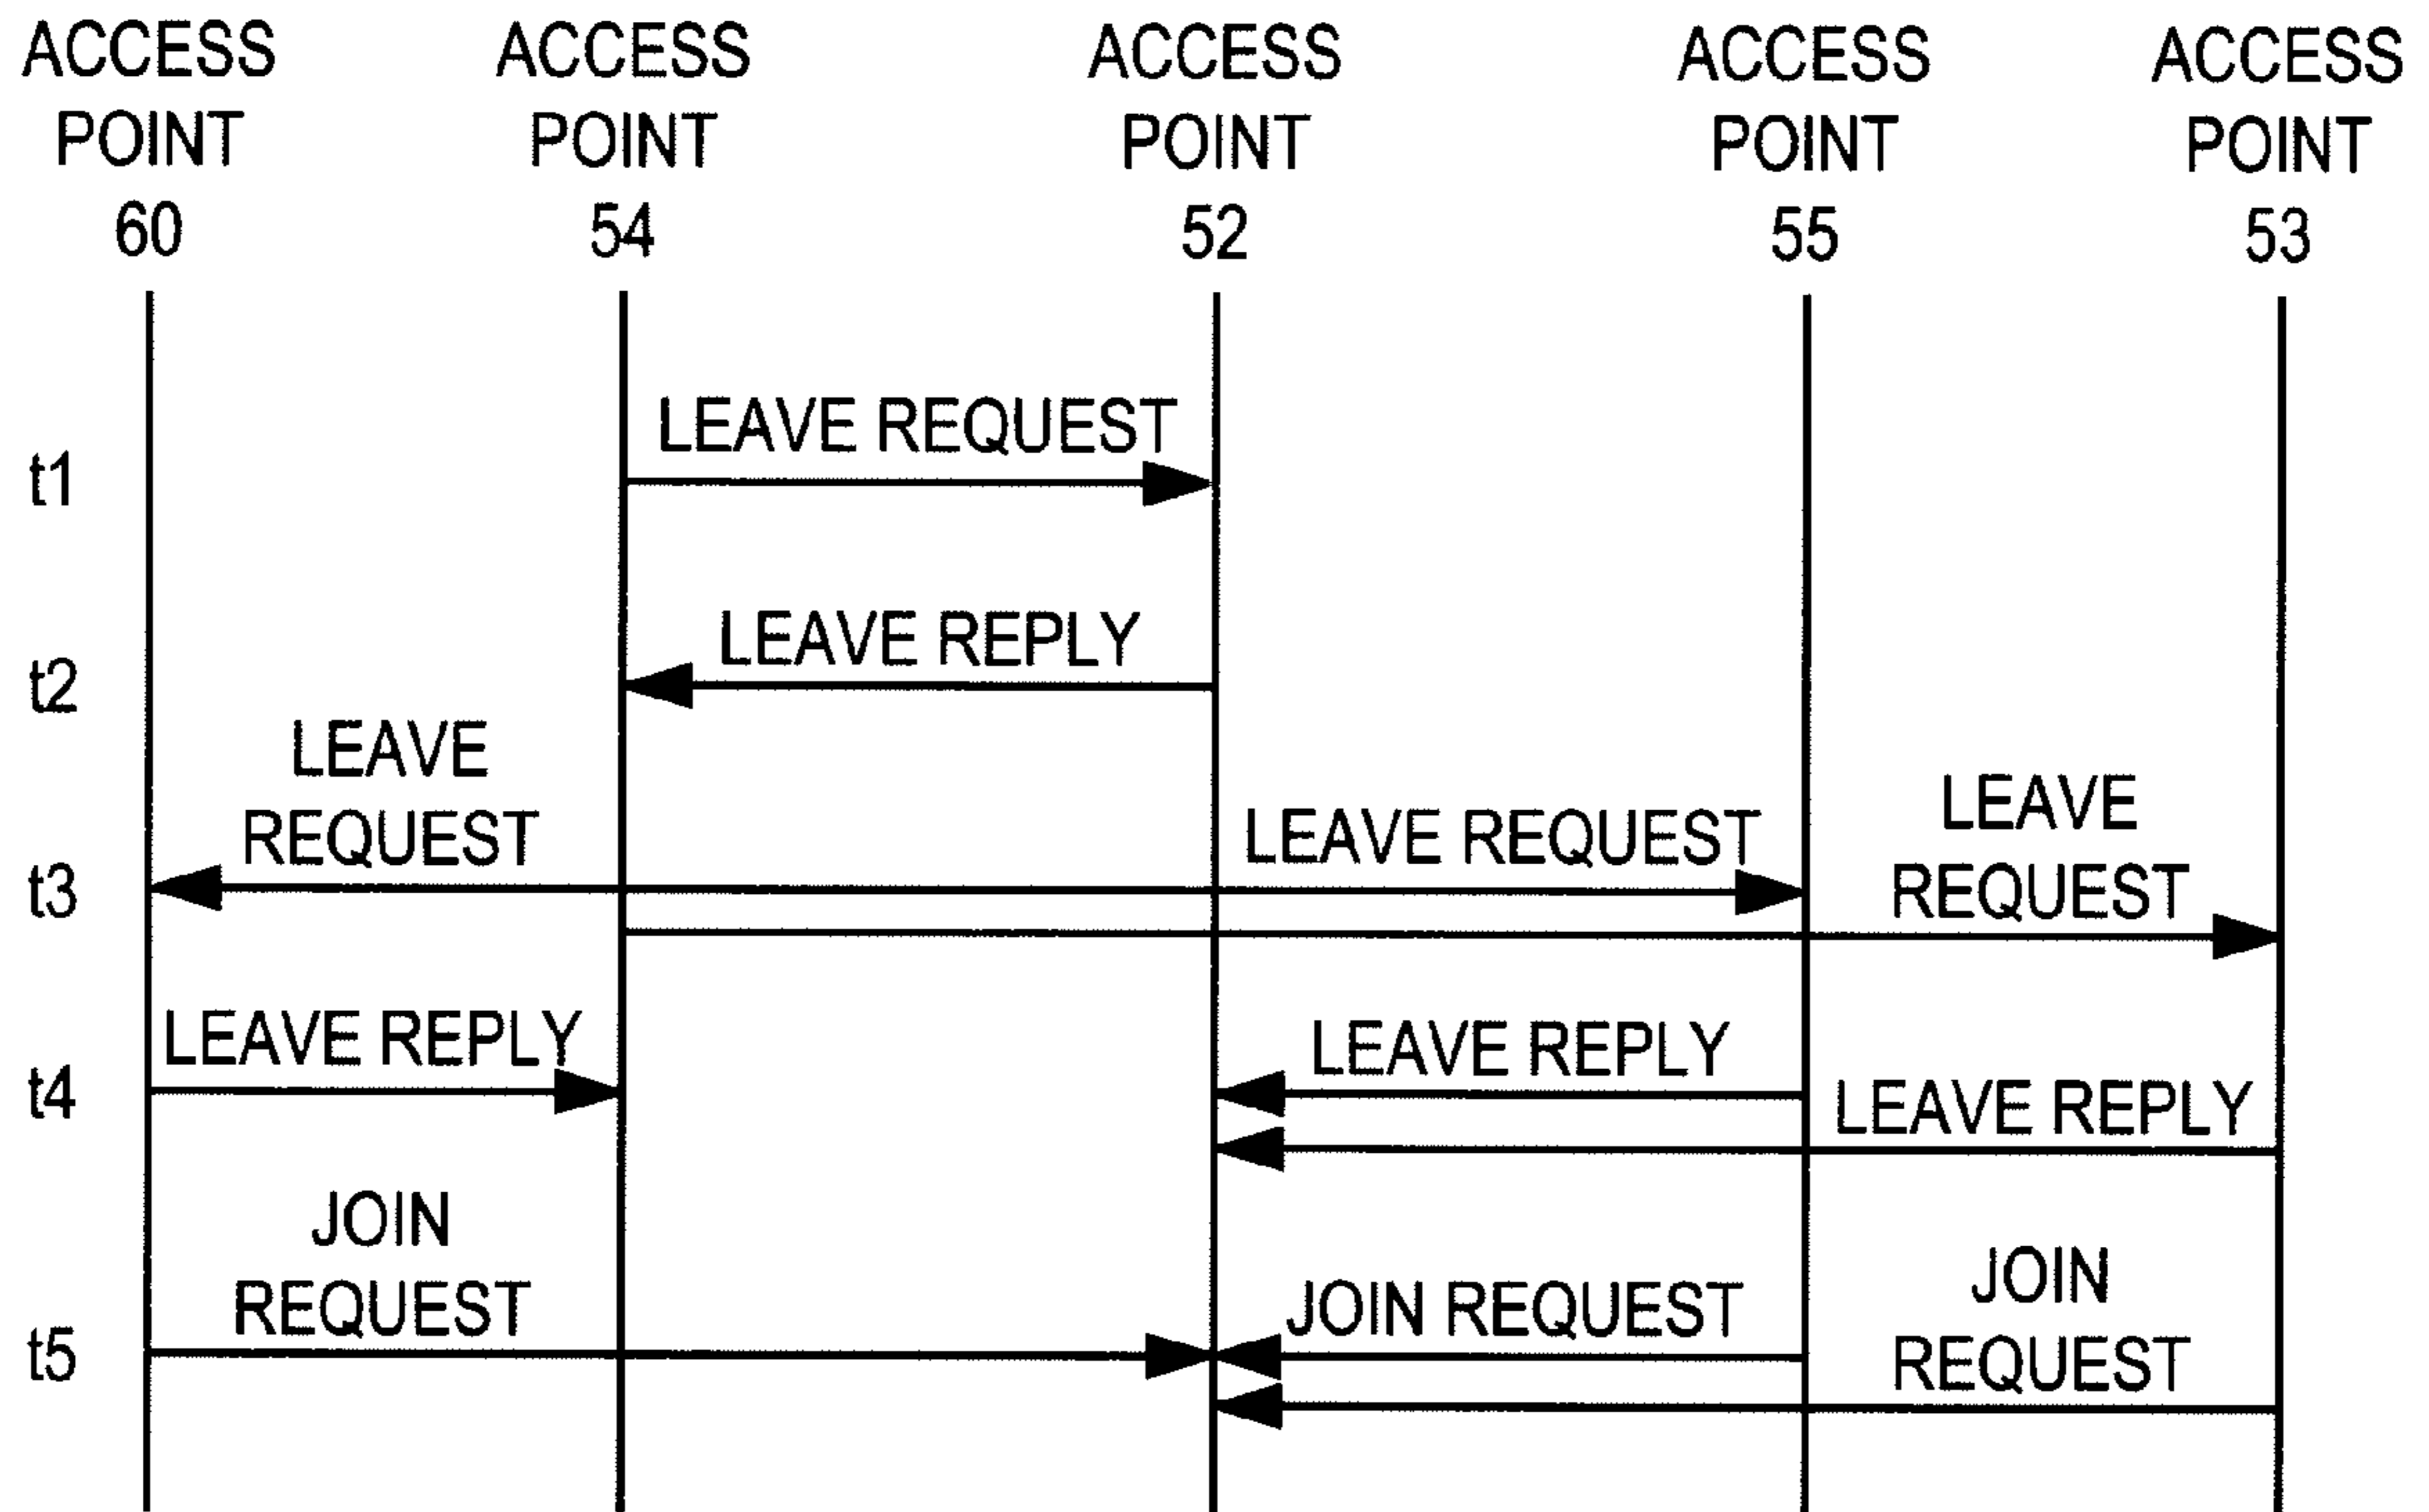 ACCESS POINT 60
ACCESS POINT 54
ACCESS POINT 52
ACCESS POINT 55
ACCESS POINT 53
t1
LEAVE REQUEST
t2
LEAVE REPLY
t3
LEAVE REQUEST
LEAVE REQUEST
LEAVE REQUEST
t4
LEAVE REPLY
LEAVE REPLY
LEAVE REPLY
t5
JOIN REQUEST
JOIN REQUEST
JOIN REQUEST